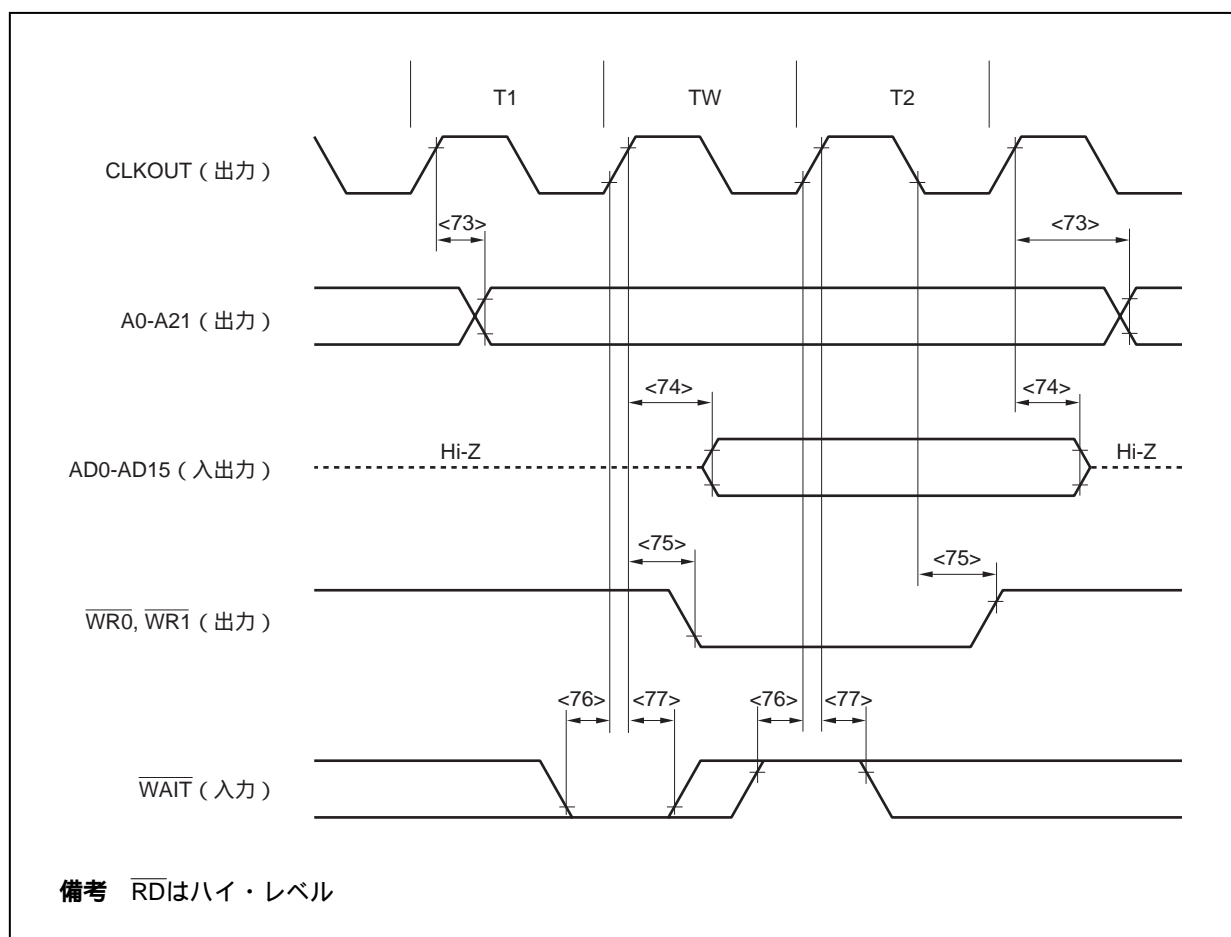 T1 TW T2
CLKOUT（出力）
<73> <73>
A0-A21（出力）
<74> <74>
Hi-Z Hi-Z
AD0-AD15（入出力）
<75> <75>
WR0, WR1（出力）
<76> <77> <76> <77>
WAIT（入力）
備考 RDはハイ・レベル